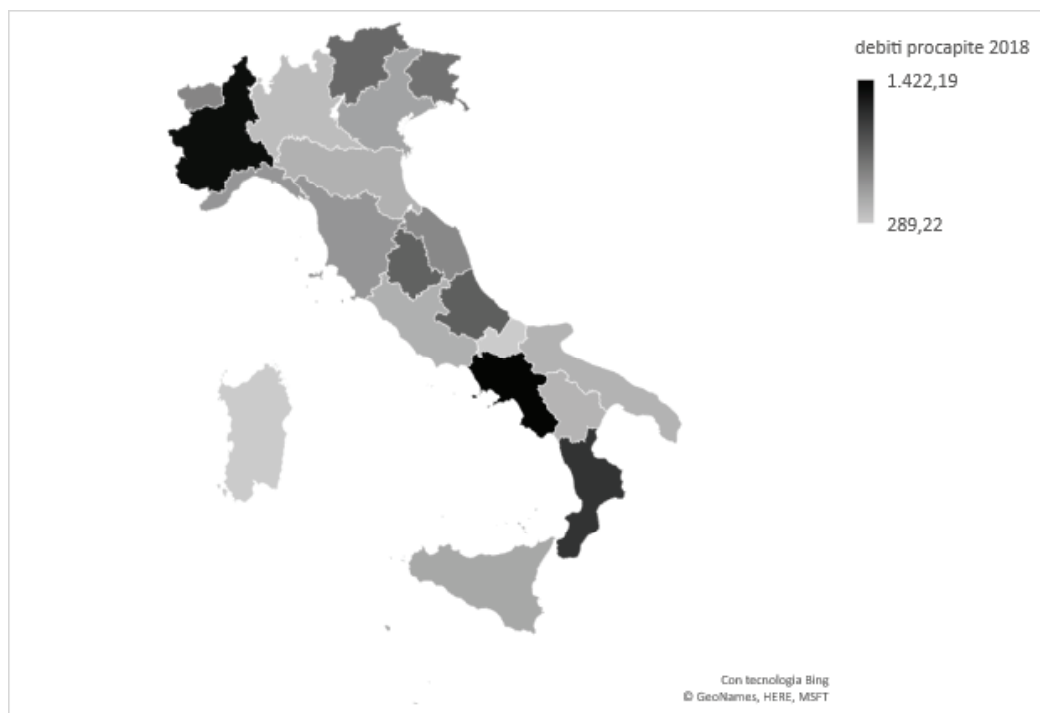 debiti procapite 2018
1.422,19
289,22
Con tecnologia Bing
© GeoNames, HERE, MSFT